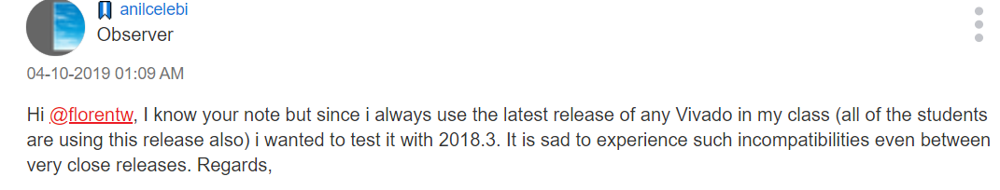 anilcelebi
Observer
04-10-2019 01:09 AM
Hi @florentw, I know your note but since i always use the latest release of any Vivado in my class (all of the students
are using this release also) i wanted to test it with 2018.3. It is sad to experience such incompatibilities even between
very close releases. Regards,